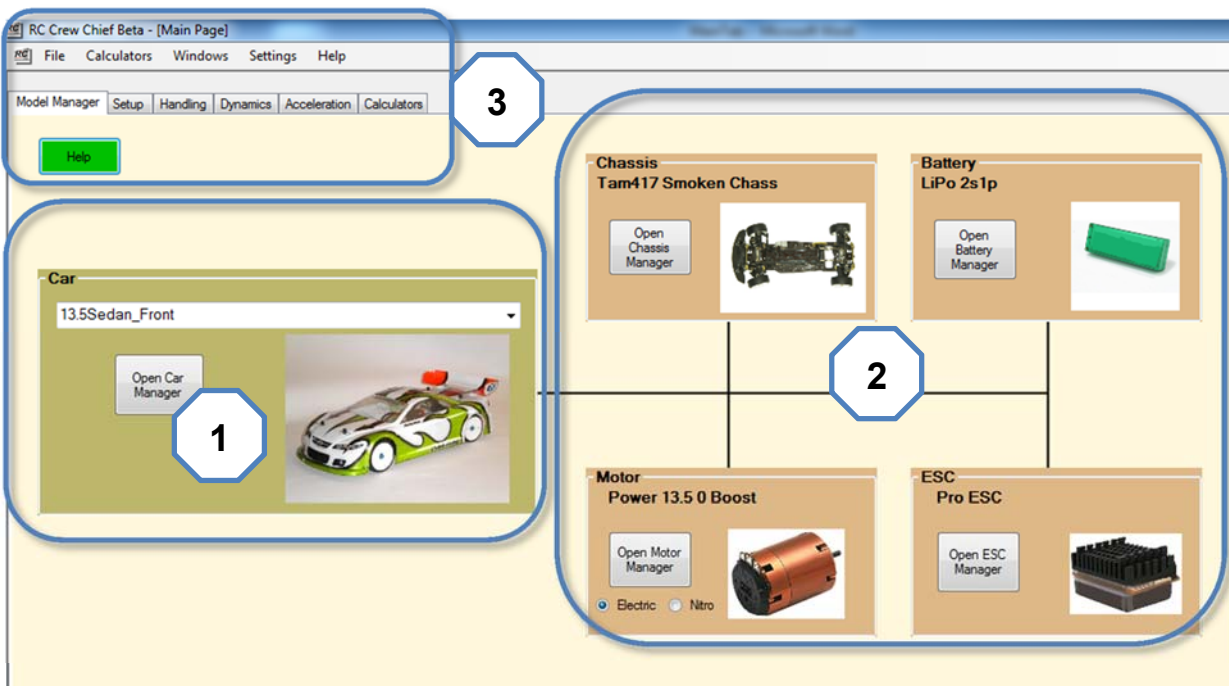 RC RC Crew Chief Beta - [Main Page]
RC File Calculators Windows Settings Help
Model Manager Setup Handling Dynamics Acceleration Calculators
3
Help
Car
13.5Sedan_Front
Open Car
Manager
1
Chassis
Tam417 Smoken Chass
Open
Chassis
Manager
Battery
LiPo 2s1p
Open
Battery
Manager
2
Motor
Power 13.5 0 Boost
Open Motor
Manager
Electric Nitro
ESC
Pro ESC
Open ESC
Manager